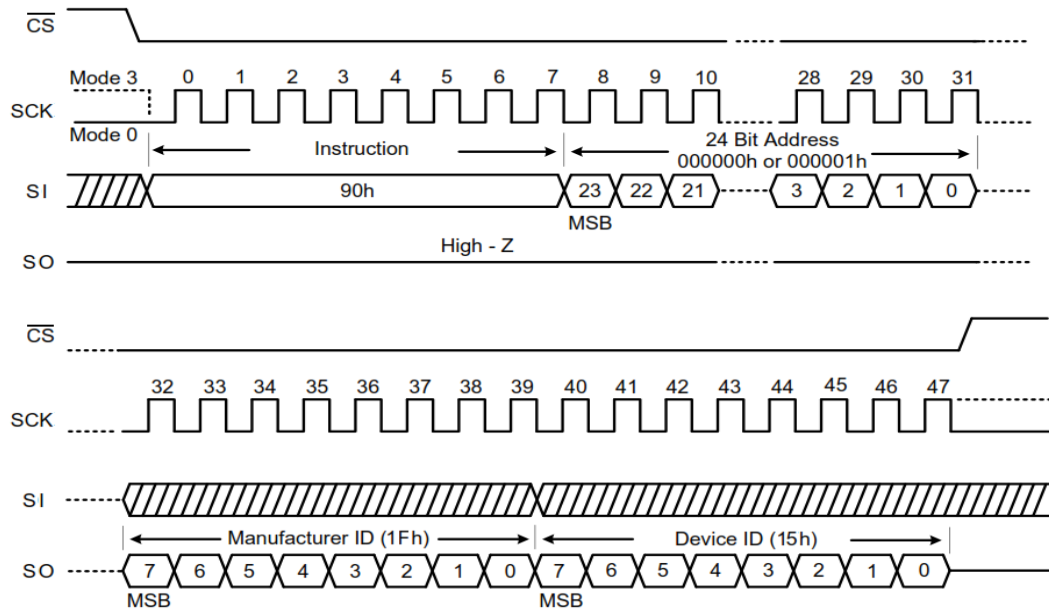 CS
Mode 3 0 1 2 3 4 5 6 7 8 9 10 28 29 30 31
SCK
Mode 0
Instruction 24 Bit Address
000000h or 000001h
SI 90h 23 22 21 3 2 1 0
MSB
High - Z
SO
CS
32 33 34 35 36 37 38 39 40 41 42 43 44 45 46 47
SCK
SI
Manufacturer ID (1Fh) Device ID (15h)
SO 7 6 5 4 3 2 1 0 7 6 5 4 3 2 1 0
MSB MSB